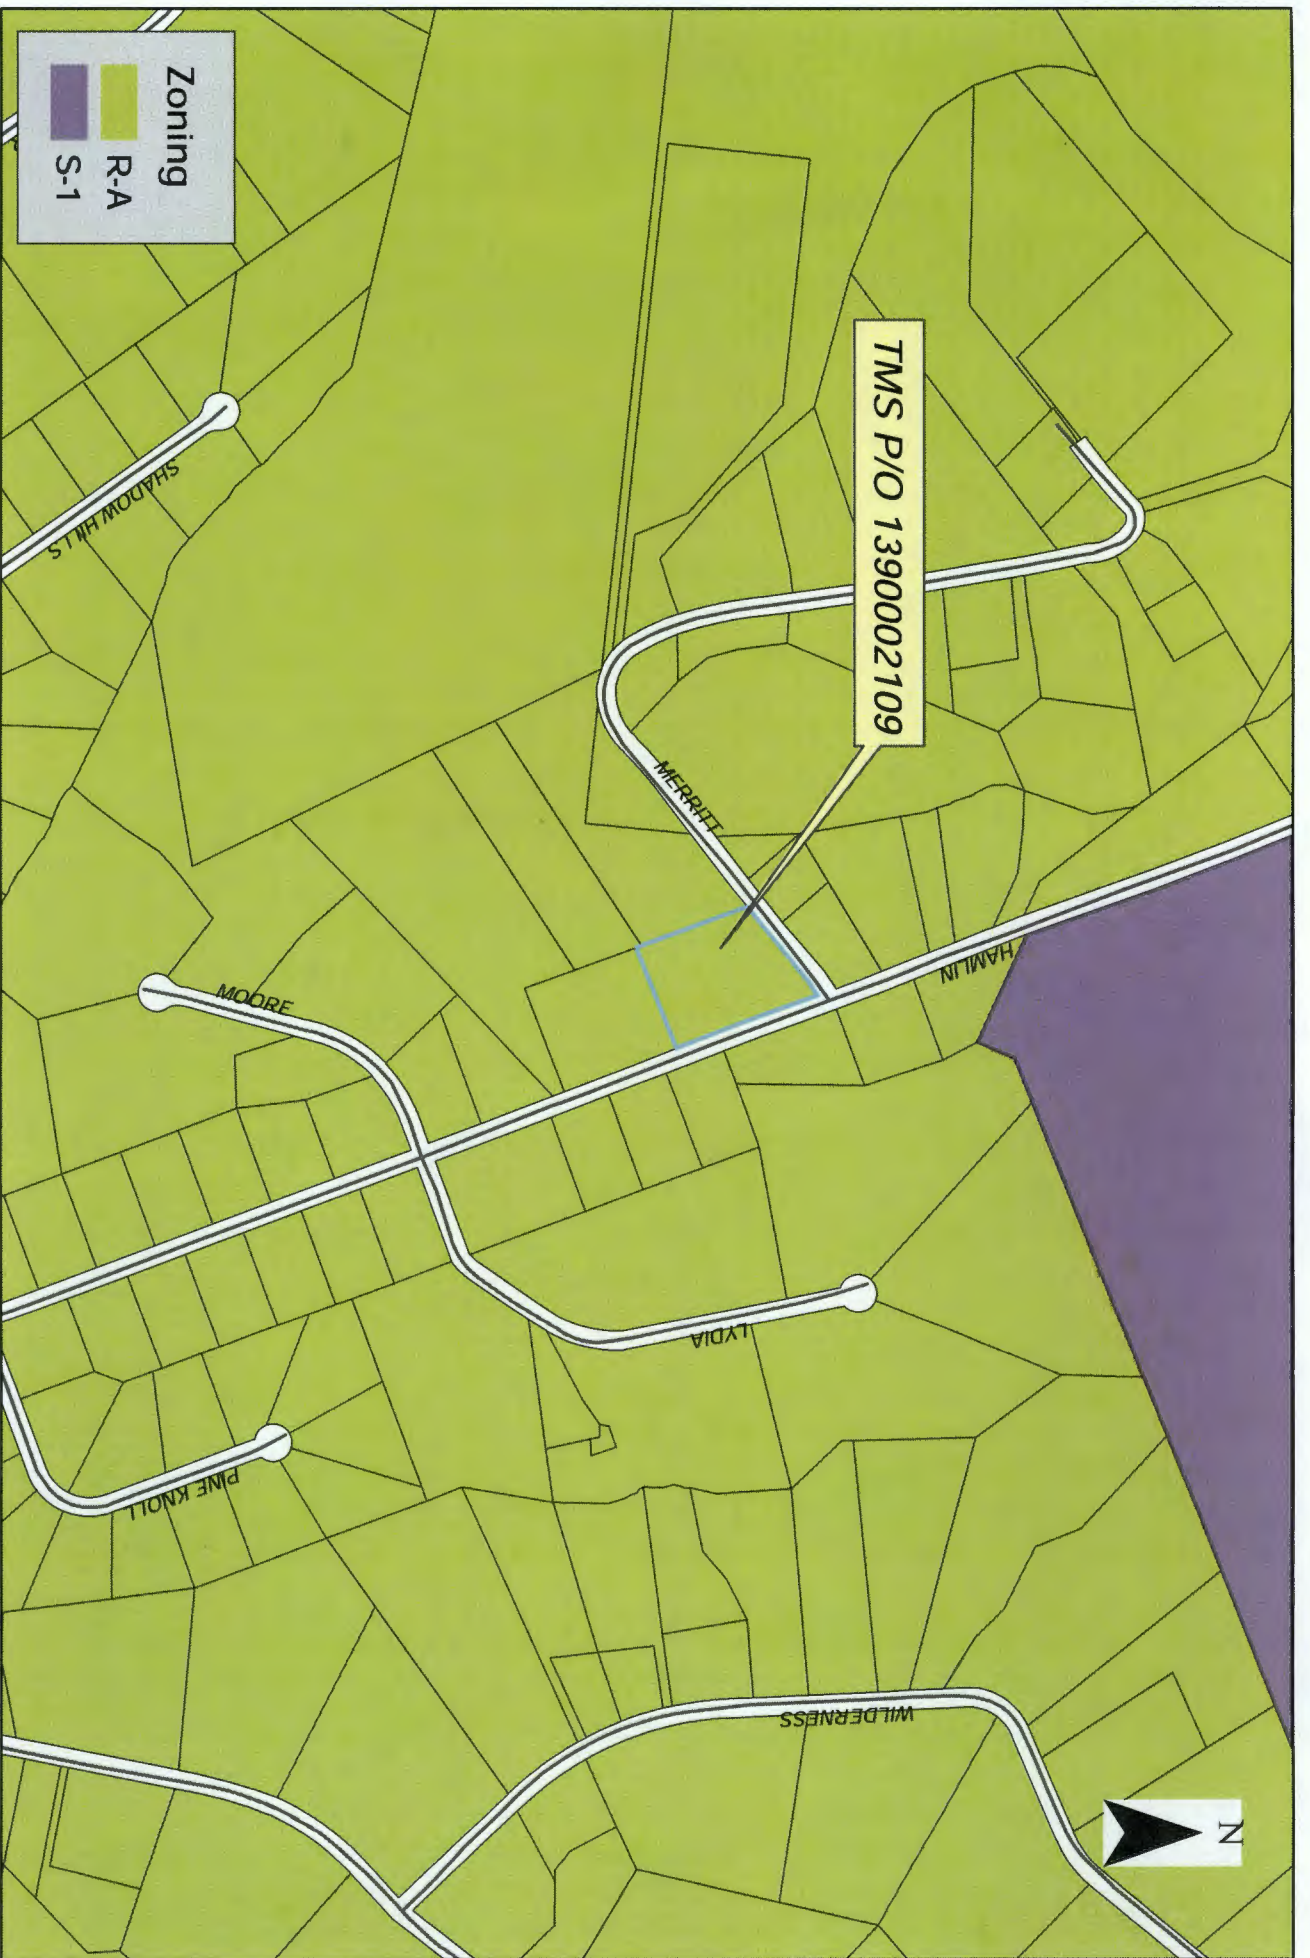 N
TMS P/O 1390002109
HAMLIN
MERRITT
WILDERNESS
LYDIA
MOORE
PINE KNOLL
SHADOW HILLS
Zoning
R-A
S-1